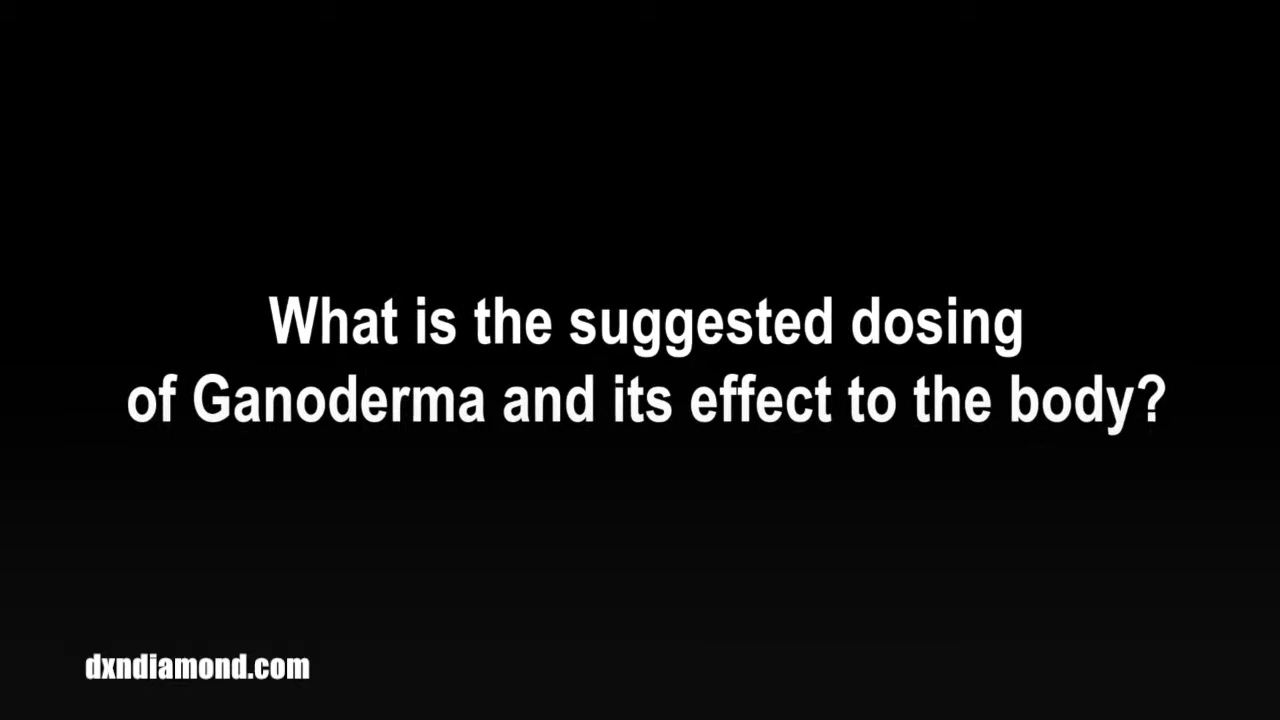 What is the suggested dosing
of Ganoderma and its effect to the body?
dxndiamond.com